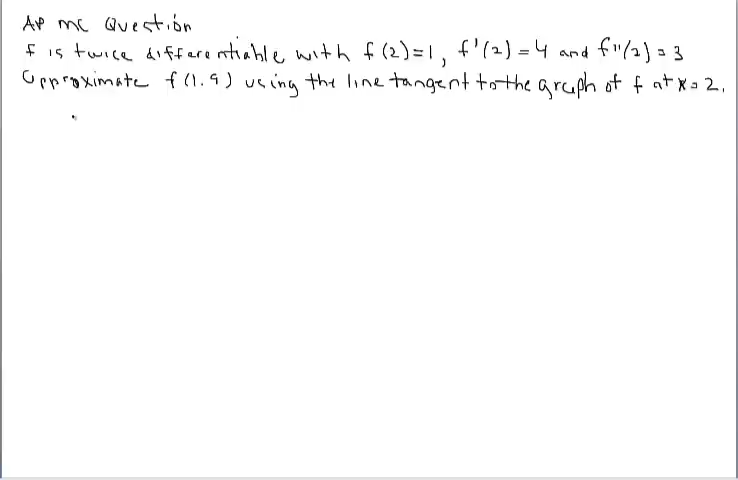 AP MC Question
f is twice differentiable with f(2)=1, f'(2)=4 and f''(2)=3
approximate f(1.9) using the line tangent to the graph of f at x=2.